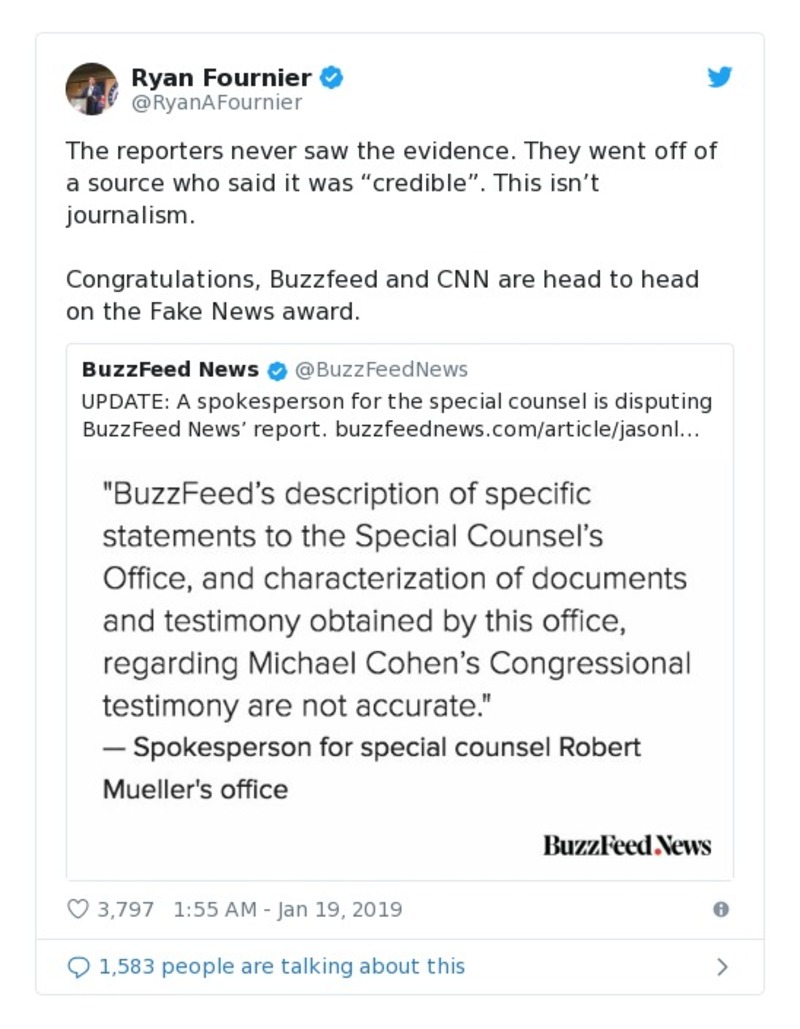 Ryan Fournier
@RyanAFournier
The reporters never saw the evidence. They went off of
a source who said it was “credible”. This isn’t
journalism.
Congratulations, Buzzfeed and CNN are head to head
on the Fake News award.
BuzzFeed News @BuzzFeedNews
UPDATE: A spokesperson for the special counsel is disputing
BuzzFeed News’ report. buzzfeednews.com/article/jasonl…
"BuzzFeed’s description of specific
statements to the Special Counsel’s
Office, and characterization of documents
and testimony obtained by this office,
regarding Michael Cohen’s Congressional
testimony are not accurate."
— Spokesperson for special counsel Robert
Mueller's office
BuzzFeed.News
3,797 1:55 AM - Jan 19, 2019
1,583 people are talking about this